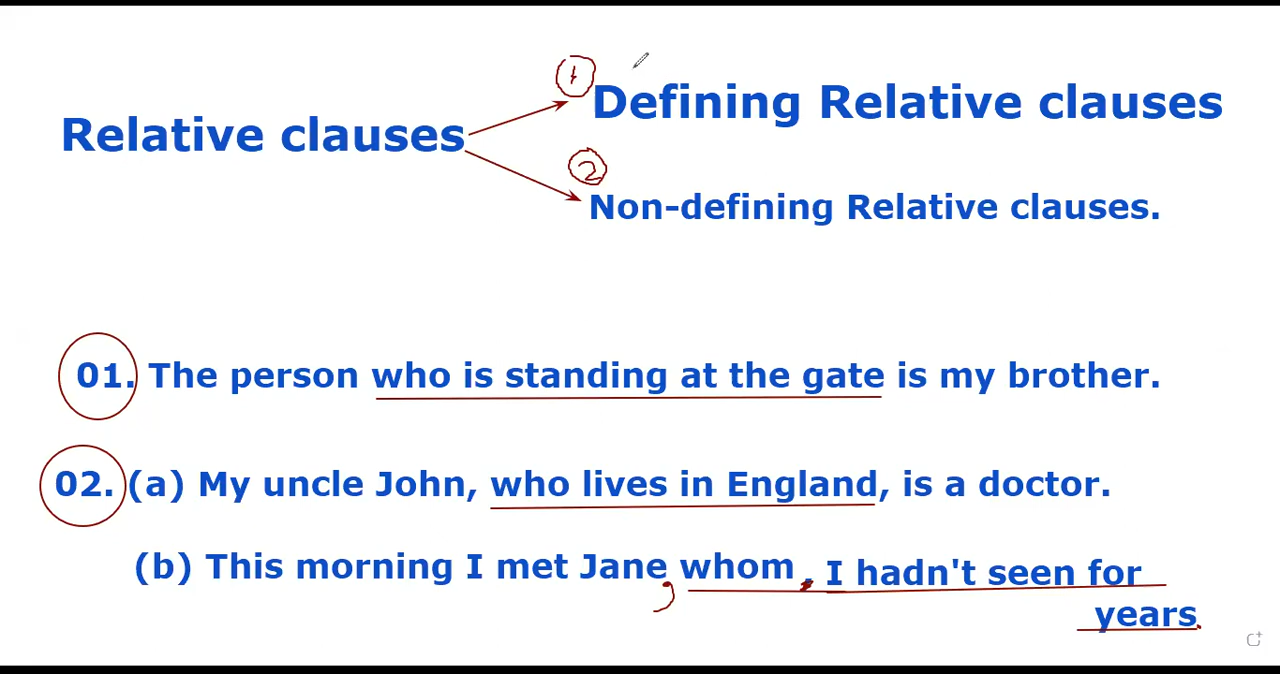 1
Defining Relative clauses
Relative clauses
2
Non-defining Relative clauses.
01. The person who is standing at the gate is my brother.
02. (a) My uncle John, who lives in England, is a doctor.
(b) This morning I met Jane, whom , I hadn't seen for
years.